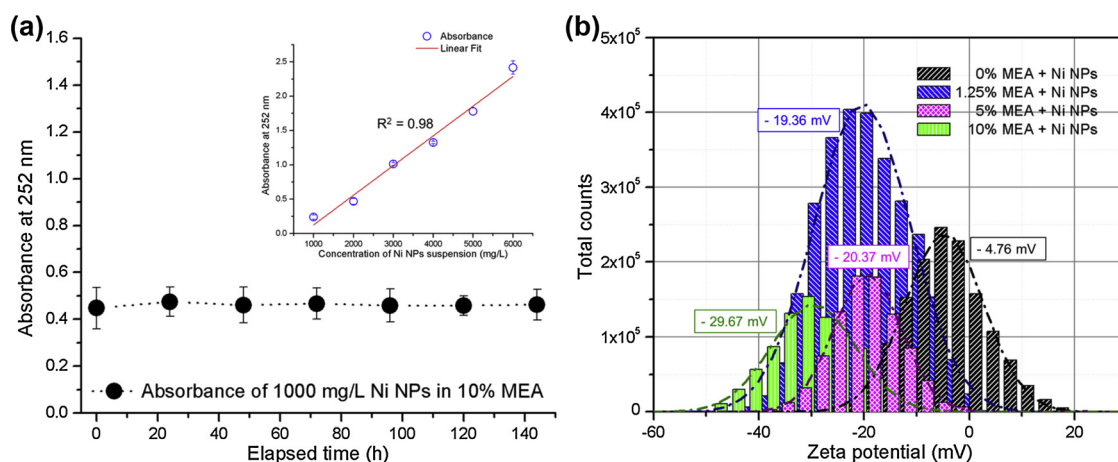 (a)
1.6
1.4
1.2
1.0
0.8
0.6
0.4
0.2
0.0
Absorbance at 252 nm
0 20 40 60 80 100 120 140
Elapsed time (h)
Absorbance of 1000 mg/L Ni NPs in 10% MEA
Absorbance
Linear Fit
R² = 0.98
2.5
2.0
1.5
1.0
0.5
0.0
Absorbance at 252 nm
1000 2000 3000 4000 5000 6000
Concentration of Ni NPs suspension (mg/L)
(b)
5x10⁵
4x10⁵
3x10⁵
2x10⁵
1x10⁵
0
Total counts
0% MEA + Ni NPs
1.25% MEA + Ni NPs
5% MEA + Ni NPs
10% MEA + Ni NPs
- 19.36 mV
- 20.37 mV
- 4.76 mV
- 29.67 mV
-60 -40 -20 0 20
Zeta potential (mV)